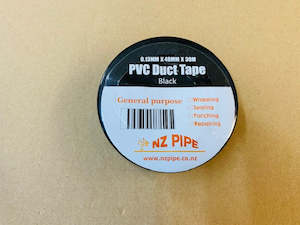 0.13MM X 48MM X 30M
PVC Duct Tape
Black
General purpose
Wrapping
Sealing
Patching
Repairing
NZ PIPE
www.nzpipe.co.nz